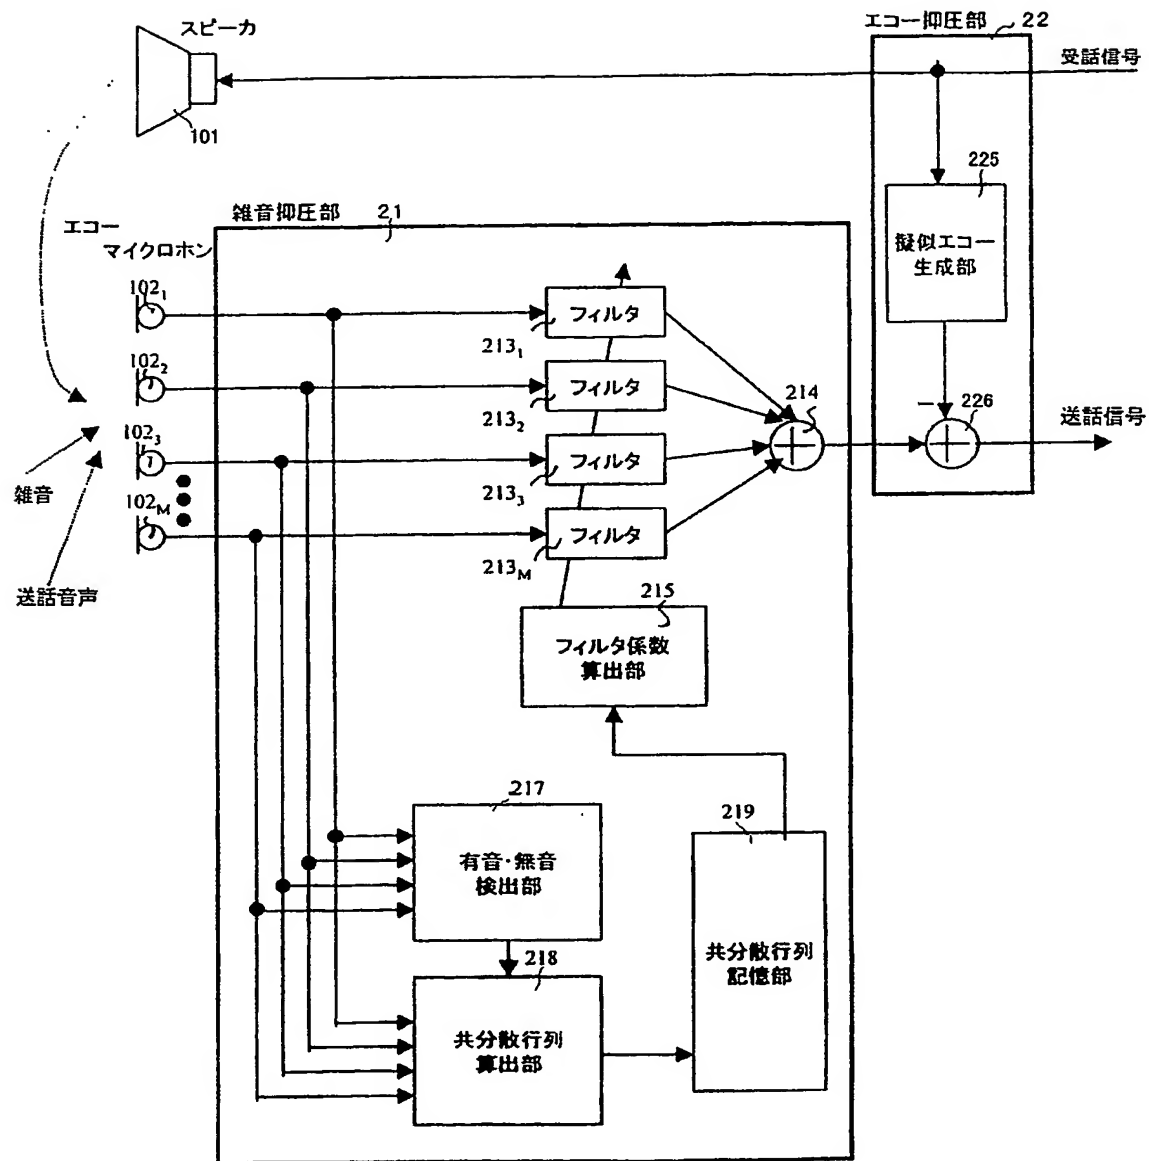 スピーカ
101
エコー抑圧部 22
受話信号
225
擬似エコー
生成部
エコー
マイクロホン
雑音抑圧部 21
102₁
フィルタ
213₁
102₂
フィルタ
213₂
214
226
−
送話信号
102₃
フィルタ
213₃
雑音
102M
フィルタ
213M
送話音声
215
フィルタ係数
算出部
217
有音・無音
検出部
219
共分散行列
記憶部
218
共分散行列
算出部